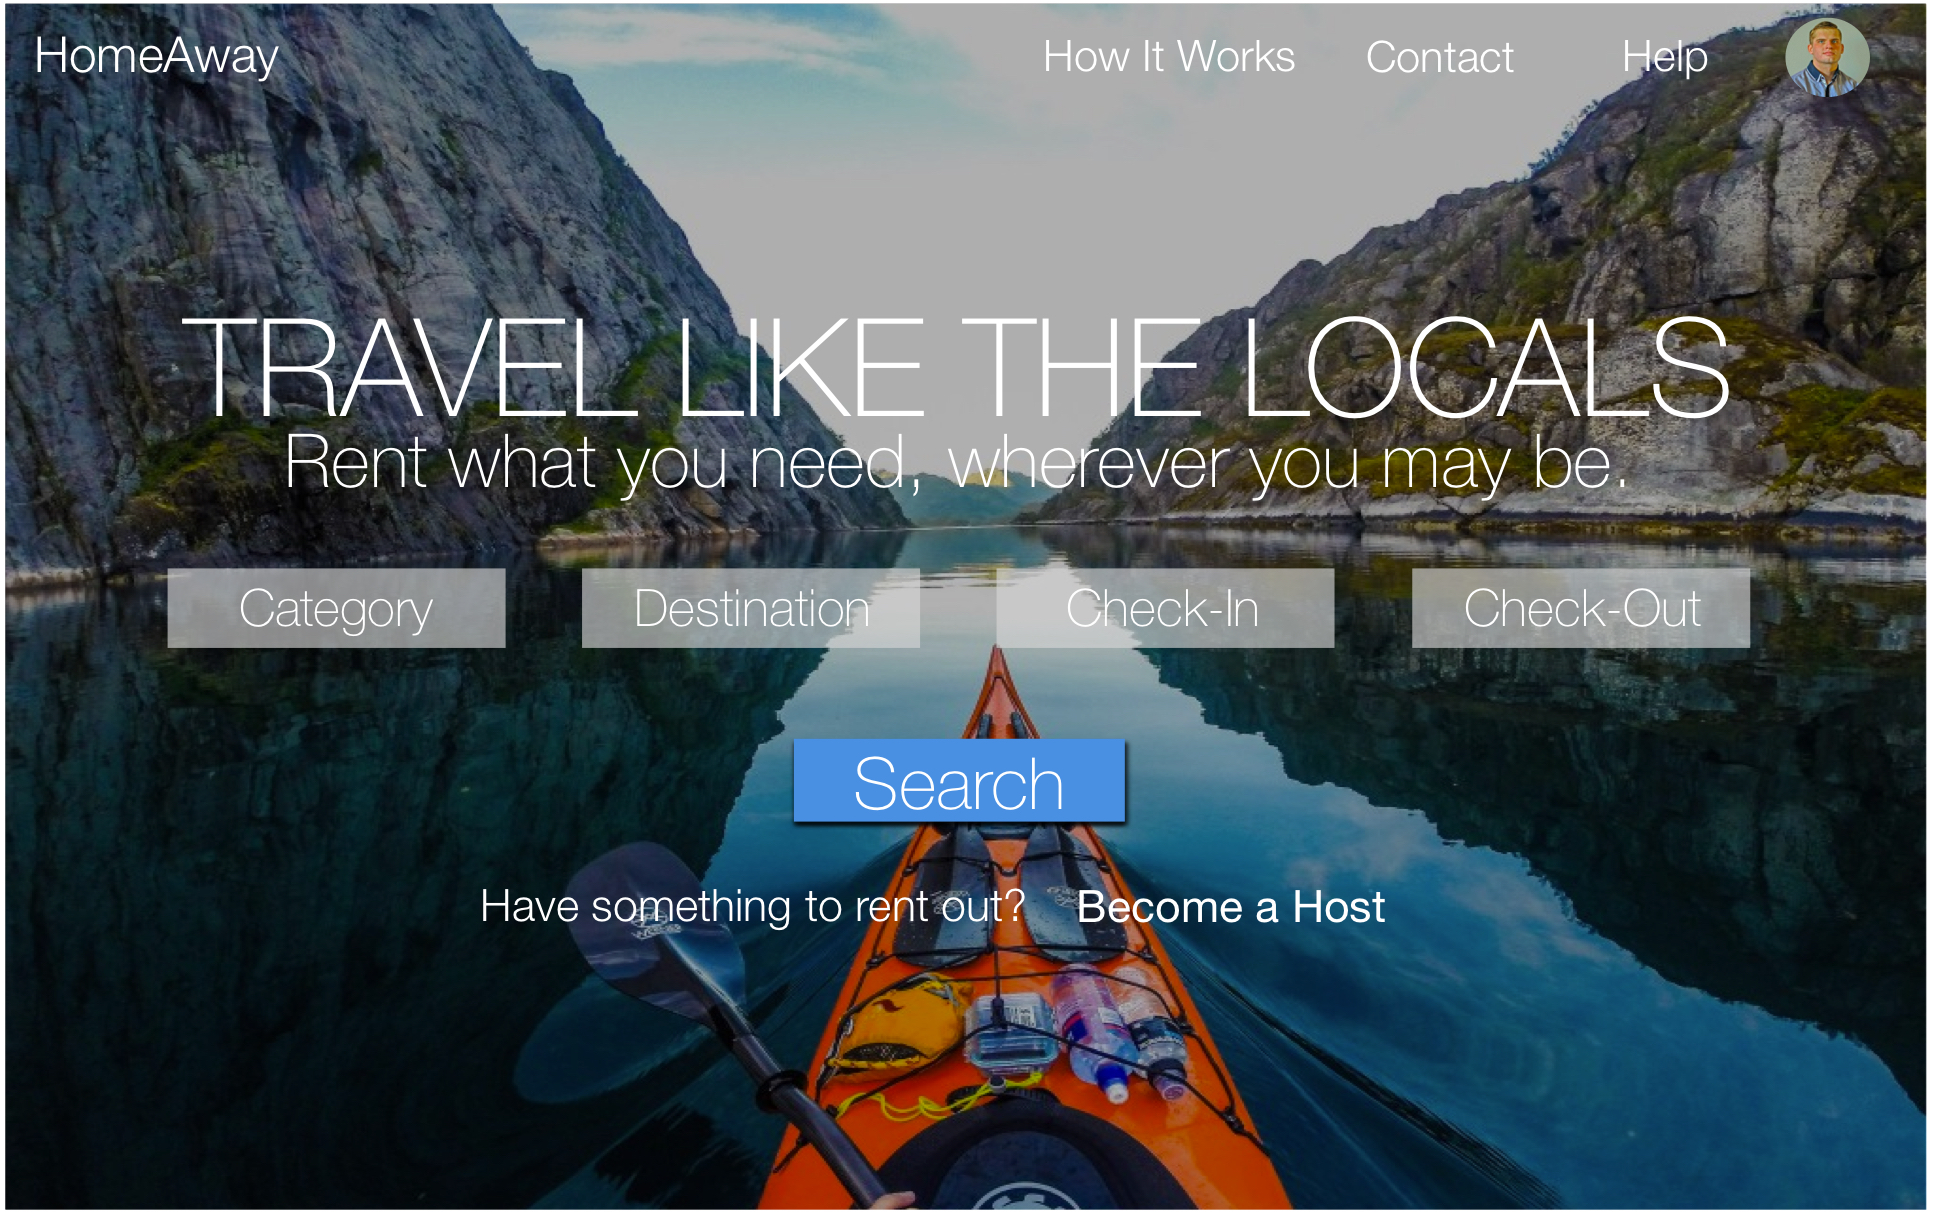 HomeAway How It Works Contact Help
TRAVEL LIKE THE LOCALS
Rent what you need, wherever you may be.
Category Destination Check-In Check-Out
Search
Have something to rent out? Become a Host